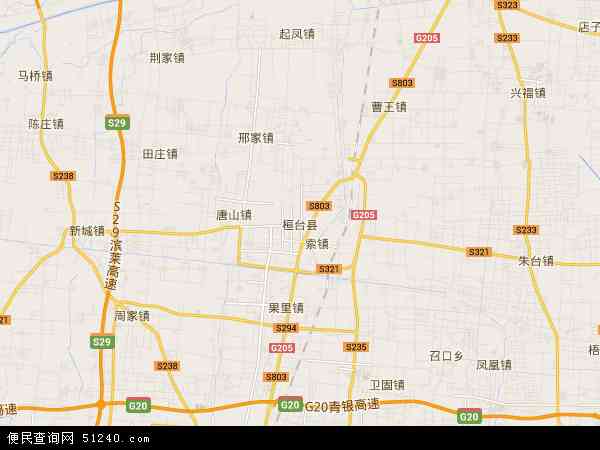 S323
店子
起凤镇
G205
S233
荆家镇
马桥镇
S803
兴福镇
曹王镇
陈庄镇
S29
邢家镇
田庄镇
S238
S803
唐山镇
G205
桓台县
新城镇
S233
索镇
S321
朱台镇
S29滨莱高速
S321
果里镇
周家镇
21
S294
S29
G205
S235
梧
召口乡
凤凰镇
S238
S803
卫固镇
高速
G20
G20
G20青银高速
G20
便民查询网 51240.com